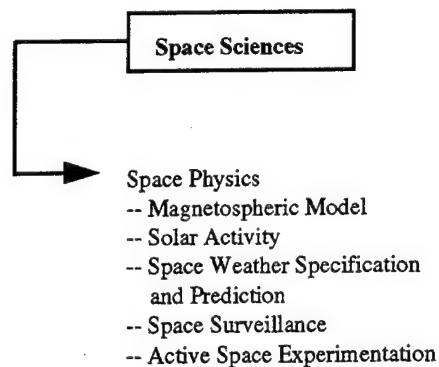 Space Sciences
Space Physics
-- Magnetospheric Model
-- Solar Activity
-- Space Weather Specification
and Prediction
-- Space Surveillance
-- Active Space Experimentation